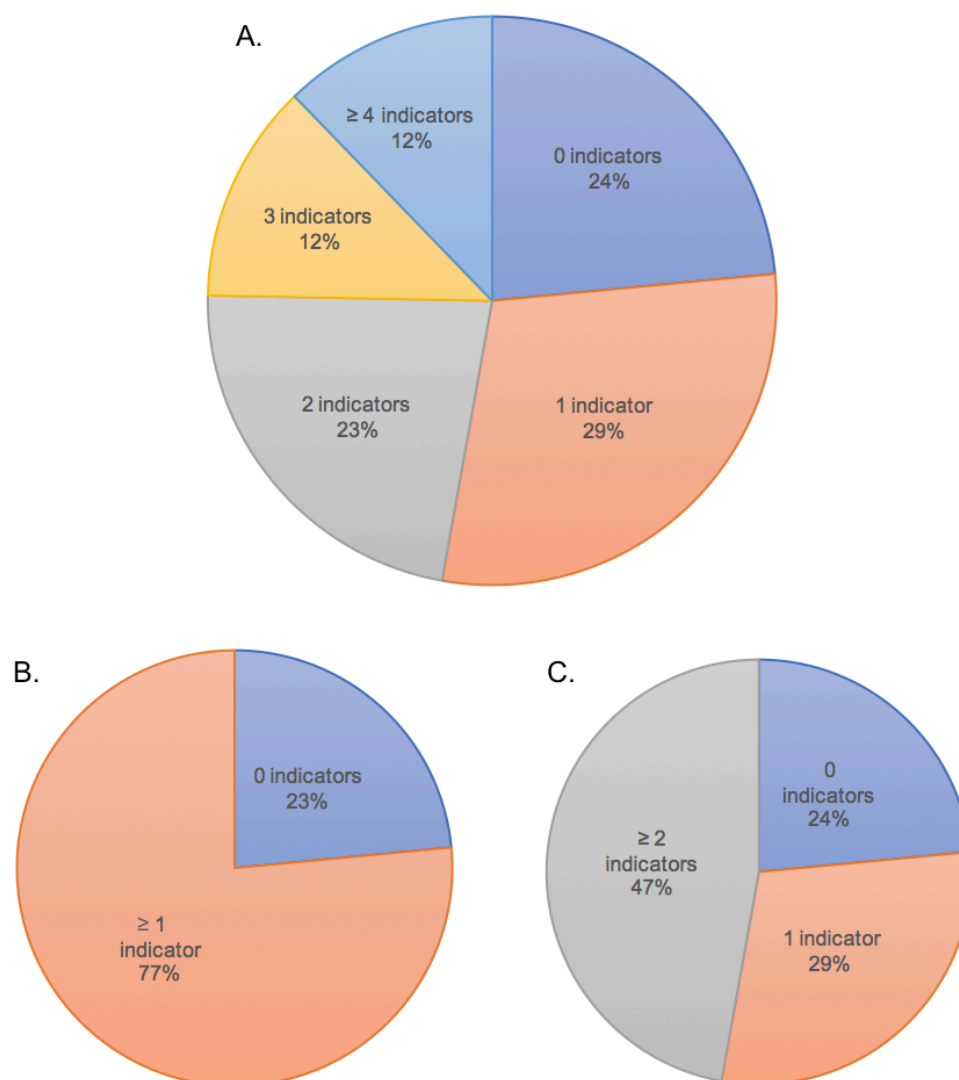 A.
≥ 4 indicators
12%
0 indicators
24%
3 indicators
12%
2 indicators
23%
1 indicator
29%
B.
0 indicators
23%
≥ 1
indicator
77%
C.
0
indicators
24%
≥ 2
indicators
47%
1 indicator
29%